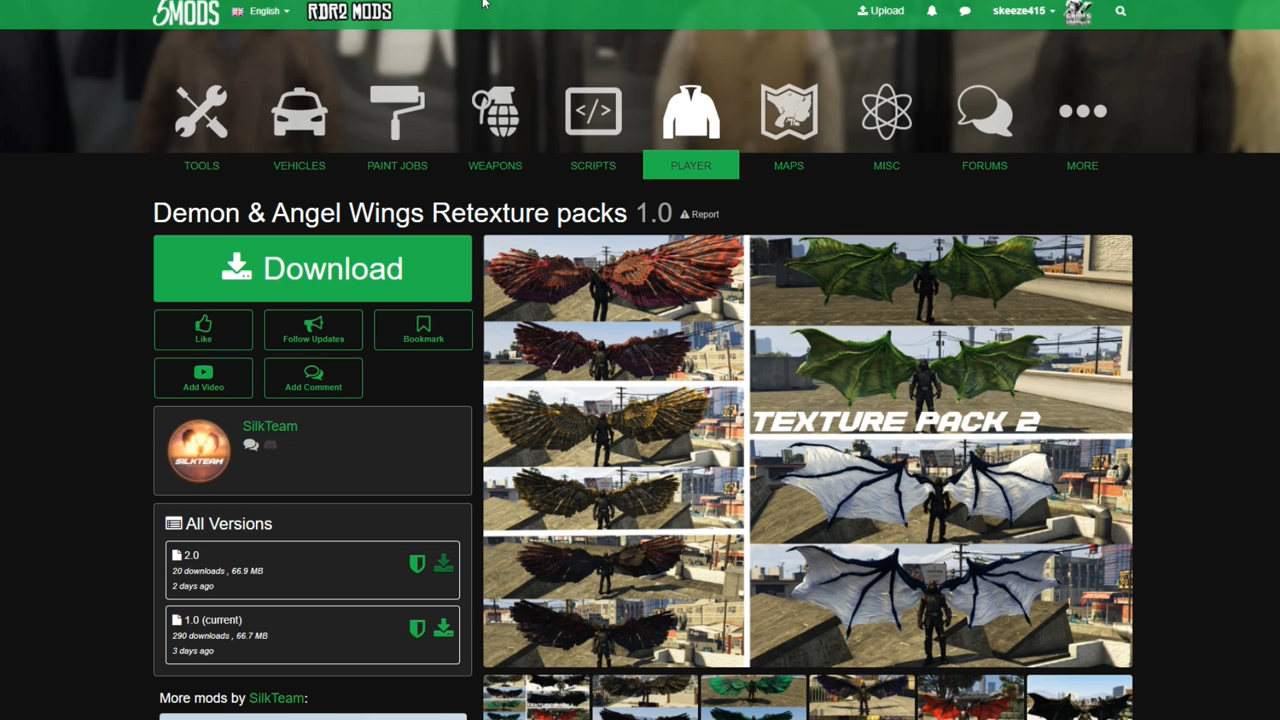 5MODS
English
RDR2 MODS
Upload
skeeze415
TOOLS
VEHICLES
PAINT JOBS
WEAPONS
SCRIPTS
PLAYER
MAPS
MISC
FORUMS
MORE
Demon & Angel Wings Retexture packs 1.0 Report
Download
Like
Follow Updates
Bookmark
Add Video
Add Comment
SilkTeam
SILKTEAM
All Versions
2.0
20 downloads , 66.9 MB
2 days ago
1.0 (current)
290 downloads , 66.7 MB
3 days ago
More mods by SilkTeam:
TEXTURE PACK 2